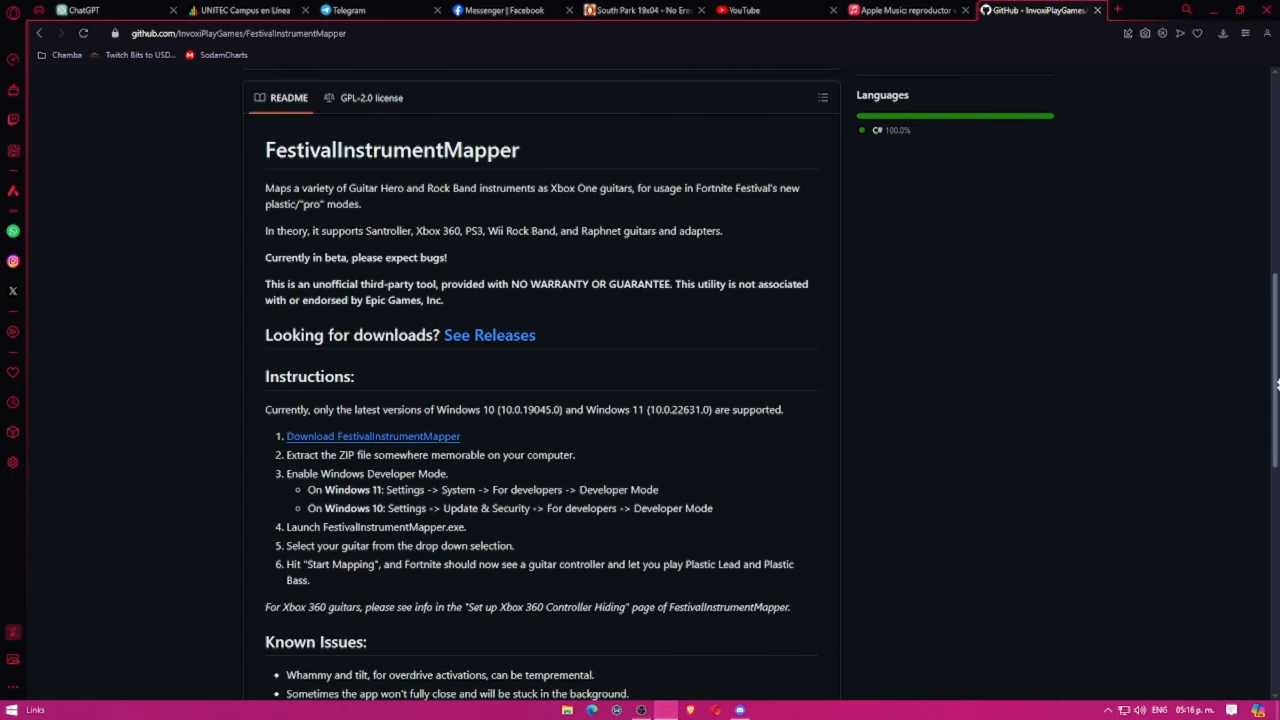 ChatGPT
UNITEC Campus en Línea
Telegram
Messenger | Facebook
South Park 19x04 • No Ere
YouTube
Apple Music: reproductor
GitHub • InvoxiPlayGames/
github.com/InvoxiPlayGames/FestivalInstrumentMapper
Chamba
Twitch Bits to USD...
SodamCharts
README
GPL-2.0 license
Languages
C# 100.0%
FestivalInstrumentMapper
Maps a variety of Guitar Hero and Rock Band instruments as Xbox One guitars, for usage in Fortnite Festival's new
plastic/"pro" modes.
In theory, it supports Santroller, Xbox 360, PS3, Wii Rock Band, and Raphnet guitars and adapters.
Currently in beta, please expect bugs!
This is an unofficial third-party tool, provided with NO WARRANTY OR GUARANTEE. This utility is not associated
with or endorsed by Epic Games, Inc.
Looking for downloads? See Releases
Instructions:
Currently, only the latest versions of Windows 10 (10.0.19045.0) and Windows 11 (10.0.22631.0) are supported.
1. Download FestivalInstrumentMapper
2. Extract the ZIP file somewhere memorable on your computer.
3. Enable Windows Developer Mode.
On Windows 11: Settings -> System -> For developers -> Developer Mode
On Windows 10: Settings -> Update & Security -> For developers -> Developer Mode
4. Launch FestivalInstrumentMapper.exe.
5. Select your guitar from the drop down selection.
6. Hit "Start Mapping", and Fortnite should now see a guitar controller and let you play Plastic Lead and Plastic
Bass.
For Xbox 360 guitars, please see info in the "Set up Xbox 360 Controller Hiding" page of FestivalInstrumentMapper.
Known Issues:
Whammy and tilt, for overdrive activations, can be tempremental.
Sometimes the app won't fully close and will be stuck in the background.
Links
ENG
05:16 p. m.